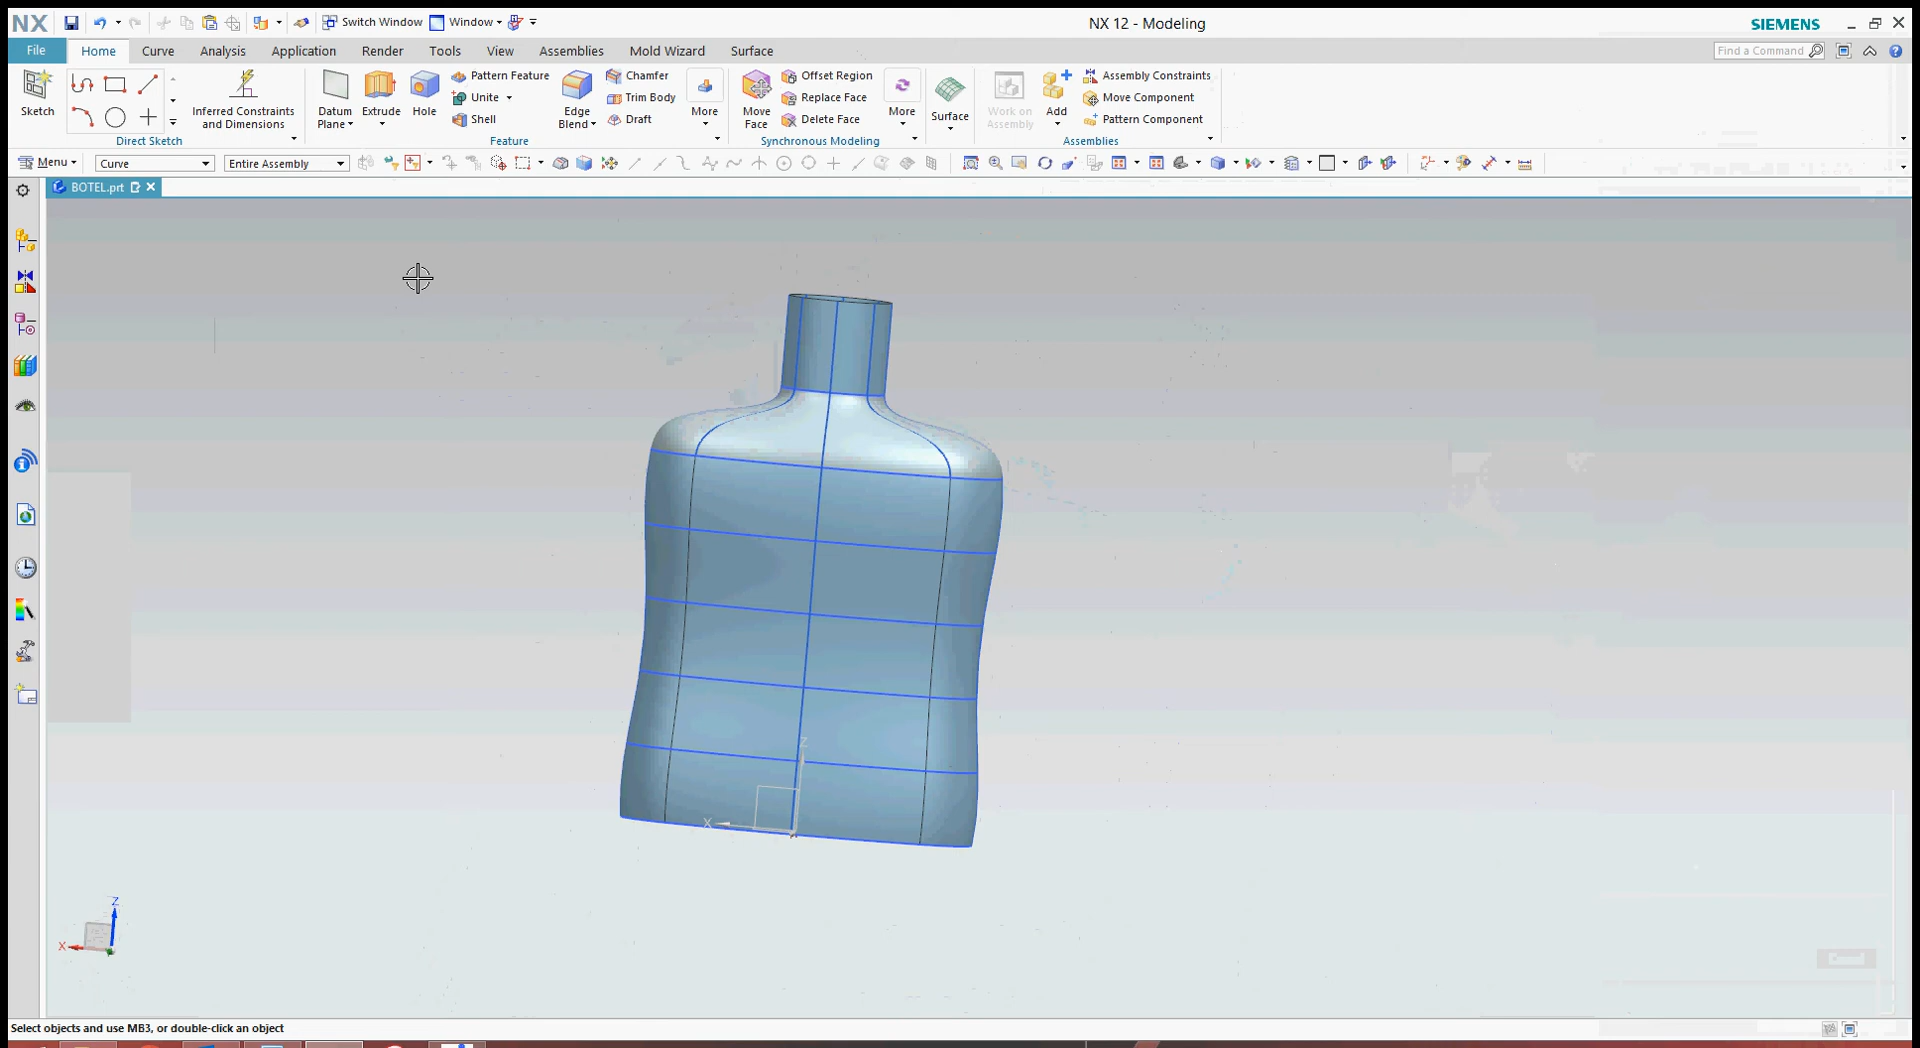 NX Switch Window Window NX 12 - Modeling SIEMENS
File Home Curve Analysis Application Render Tools View Assemblies Mold Wizard Surface Find a Command
Sketch
Inferred Constraints
and Dimensions
Direct Sketch
Datum
Plane
Extrude
Hole
Pattern Feature
Unite
Shell
Edge
Blend
Chamfer
Trim Body
Draft
More
Feature
Move
Face
Offset Region
Replace Face
Delete Face
More
Synchronous Modeling
Surface
Work on
Assembly
Add
Assembly Constraints
Move Component
Pattern Component
Assemblies
Menu Curve Entire Assembly
BOTEL.prt
Z
X
Z
X
Select objects and use MB3, or double-click an object